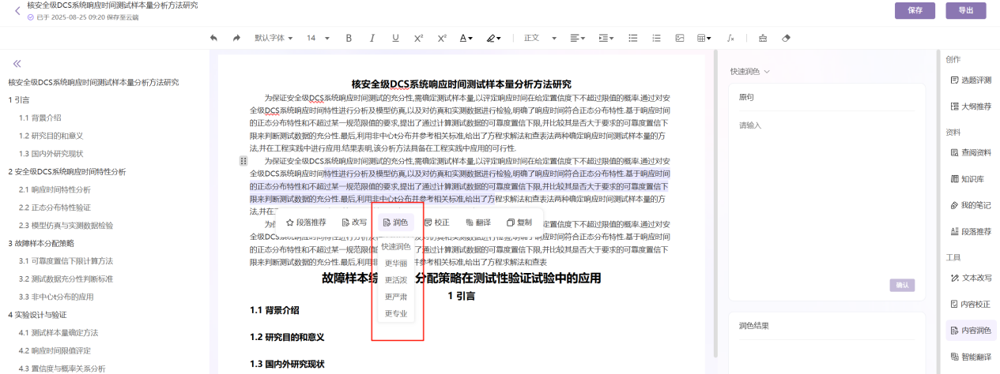 核安全级DCS系统响应时间测试样本量分析方法研究
已于 2025-08-25 09:20 保存至云端
保存
导出
默认字体
14
B
I
U
X²
X²
A
正文
核安全级DCS系统响应时间测试样本量分析方法研究
1 引言
1.1 背景介绍
1.2 研究目的和意义
1.3 国内外研究现状
2 安全级DCS系统响应时间特性分析
2.1 响应时间特性分析
2.2 正态分布特性验证
2.3 模型仿真与实测数据检验
3 故障样本分配策略
3.1 可靠度置信下限计算方法
3.2 测试数据充分性判断标准
3.3 非中心t分布的应用
4 实验设计与验证
4.1 测试样本量确定方法
4.2 响应时间限值评定
4.3 置信度与概率关系分析
核安全级DCS系统响应时间测试样本量分析方法研究
为保证安全级DCS系统响应时间测试的充分性,需确定测试样本量,以评定响应时间在给定置信度下不超过限值的概率.通过对安
全级DCS系统响应时间特性进行分析及模型仿真,以及对仿真和实测数据进行检验,明确了响应时间符合正态分布特性.基于响应时间
的正态分布特性和不超过某一规范限值的要求,提出了通过计算测试数据的可靠度置信下限,并比较其是否大于要求的可靠度置信下
限来判断测试数据的充分性.最后,利用非中心t分布并参考相关标准,给出了方程求解法和查表法两种确定响应时间测试样本量的方
法,并在工程实践中进行应用.结果表明,该分析方法具备在工程实践中应用的可行性.
为保证安全级DCS系统响应时间测试的充分性,需确定测试样本量,以评定响应时间在给定置信度下不超过限值的概率.通过对安
全级DCS系统响应时间特性进行分析及模型仿真,以及对仿真和实测数据进行检验,明确了响应时间符合正态分布特性.基于响应时间
的正态分布特性和不超过某一规范限值的要求,提出了通过计算测试数据的可靠度置信下限,并比较其是否大于要求的可靠度置信下
限来判断测试数据的充分性.最后,利用非中心t分布并参考相关标准,给出了方程求解法和查表法两种确定响应时间测试样本量的方
法,并在工
段落推荐
改写
润色
校正
翻译
复制
快速润色
更华丽
更活泼
更严肃
更专业
为
定置信度下不超过限值的概率.通过对安
全级DCS系统响应时间特性进行分析及模
及对仿真和实测数据进行检验,明确了响应时间符合正态分布特性.基于响应时间
的正态分布特性和不超过某一规范限值的
了通过计算测试数据的可靠度置信下限,并比较其是否大于要求的可靠度置信下
限来判断测试数据的充分性.最后,利用非
参考相关标准,给出了方程求解法和查表
故障样本综 分配策略在测试性验证试验中的应用
1 引言
1.1 背景介绍
1.2 研究目的和意义
1.3 国内外研究现状
快速润色
原句
请输入
确认
润色结果
创作
选题评测
大纲推荐
资料
查阅资料
知识库
我的笔记
段落推荐
工具
文本改写
内容校正
内容润色
智能翻译